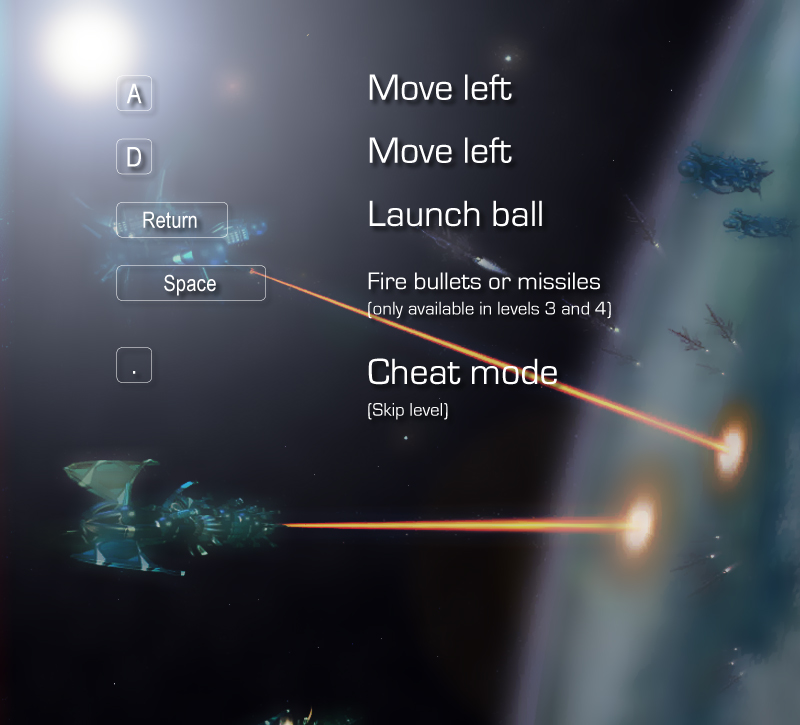 A Move left
D Move left
Return Launch ball
Space Fire bullets or missiles
(only available in levels 3 and 4)
. Cheat mode
(Skip level)